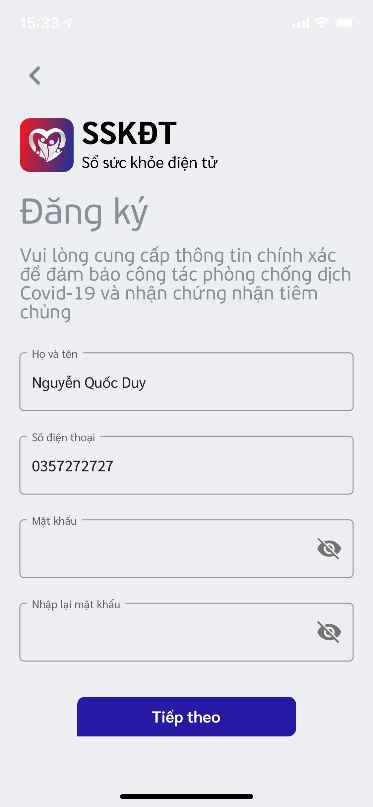 15:33
SSKĐT
Sổ sức khỏe điện tử
Đăng ký
Vui lòng cung cấp thông tin chính xác
để đảm bảo công tác phòng chống dịch
Covid-19 và nhận chứng nhận tiêm
chủng
Họ và tên
Nguyễn Quốc Duy
Số điện thoại
0357272727
Mật khẩu
Nhập lại mật khẩu
Tiếp theo